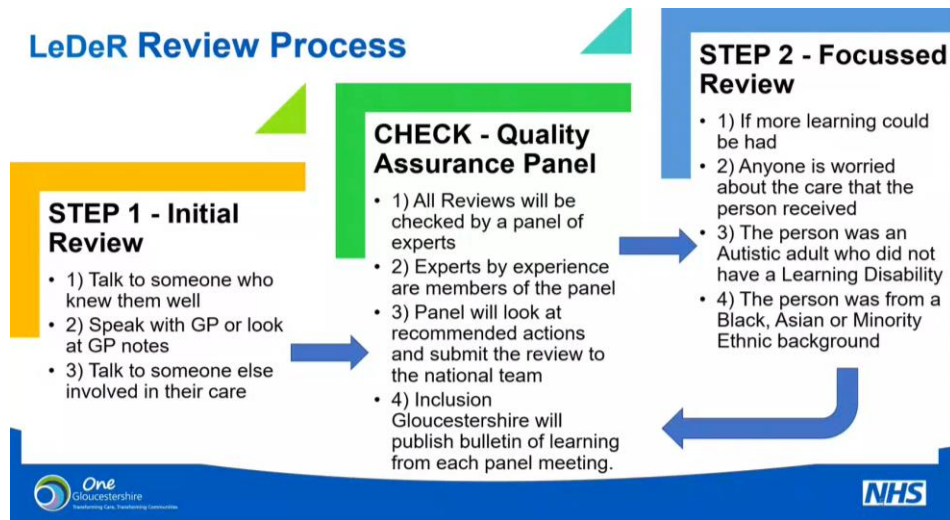 LeDeR Review Process
STEP 1 - Initial
Review
• 1) Talk to someone who
knew them well
• 2) Speak with GP or look
at GP notes
• 3) Talk to someone else
involved in their care
CHECK - Quality
Assurance Panel
• 1) All Reviews will be
checked by a panel of
experts
• 2) Experts by experience
are members of the panel
• 3) Panel will look at
recommended actions
and submit the review to
the national team
• 4) Inclusion
Gloucestershire will
publish bulletin of learning
from each panel meeting.
STEP 2 - Focussed
Review
• 1) If more learning could
be had
• 2) Anyone is worried
about the care that the
person received
• 3) The person was an
Autistic adult who did not
have a Learning Disability
• 4) The person was from a
Black, Asian or Minority
Ethnic background
One
Gloucestershire
Transforming Care, Transforming Communities
NHS